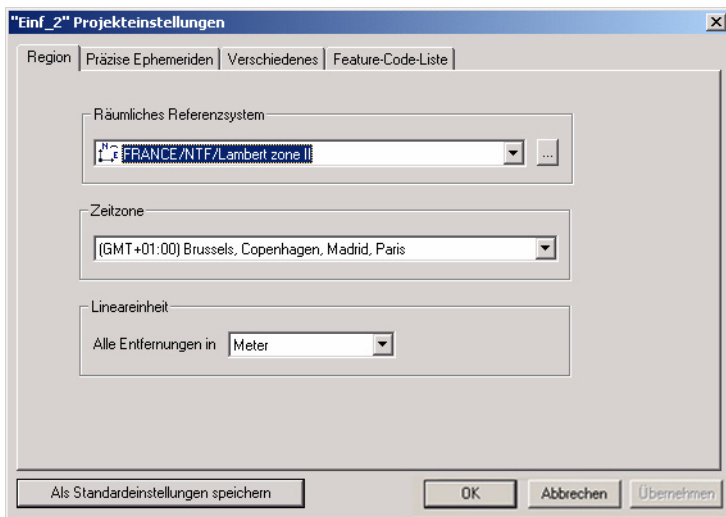 "Einf_2" Projekteinstellungen
Region Präzise Ephemeriden Verschiedenes Feature-Code-Liste
Räumliches Referenzsystem
N E FRANCE/NTF/Lambert zone II ...
Zeitzone
(GMT+01:00) Brussels, Copenhagen, Madrid, Paris
Lineareinheit
Alle Entfernungen in Meter
Als Standardeinstellungen speichern OK Abbrechen Übernehmen